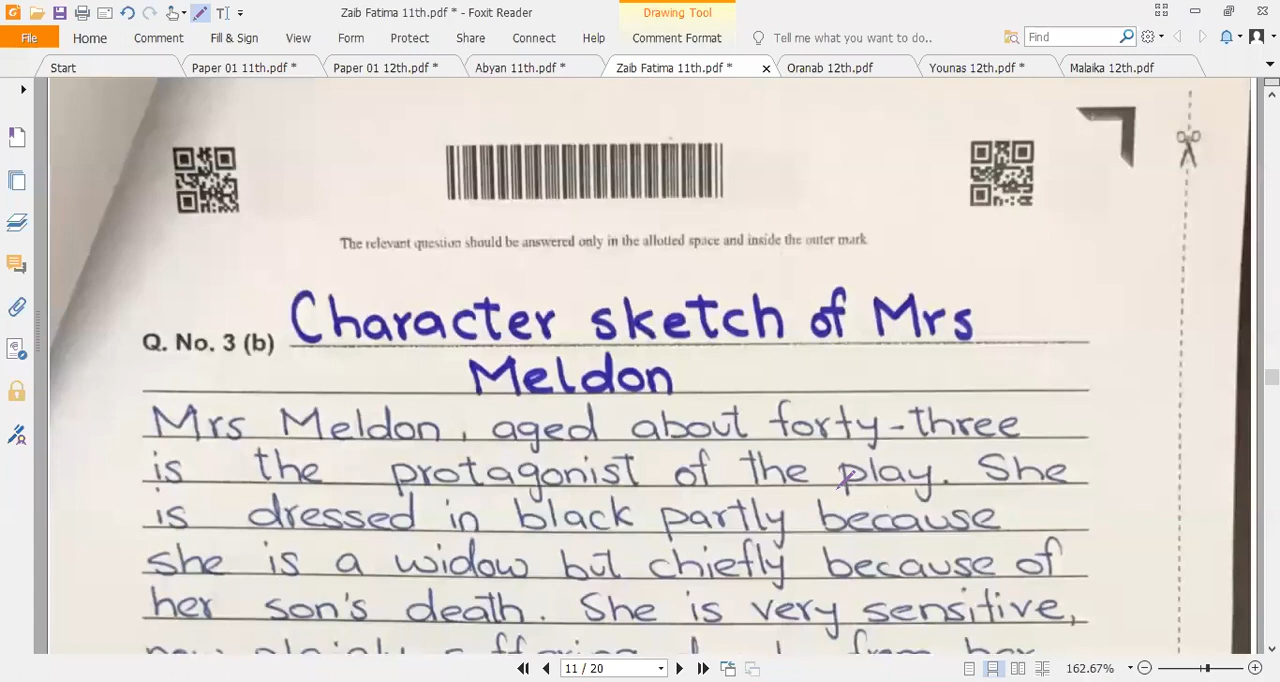 Zaib Fatima 11th.pdf * - Foxit Reader
Drawing Tool
File Home Comment Fill & Sign View Form Protect Share Connect Help Comment Format Tell me what you want to do.. Find
Start Paper 01 11th.pdf * Paper 01 12th.pdf * Abyan 11th.pdf * Zaib Fatima 11th.pdf * Oranab 12th.pdf Younas 12th.pdf * Malaika 12th.pdf
The relevant question should be answered only in the allotted space and inside the outer mark
Q. No. 3 (b) Character sketch of Mrs
Meldon
Mrs Meldon, aged about forty-three
is the protagonist of the play. She
is dressed in black partly because
she is a widow but chiefly because of
her son's death. She is very sensitive,
11 / 20 162.67%